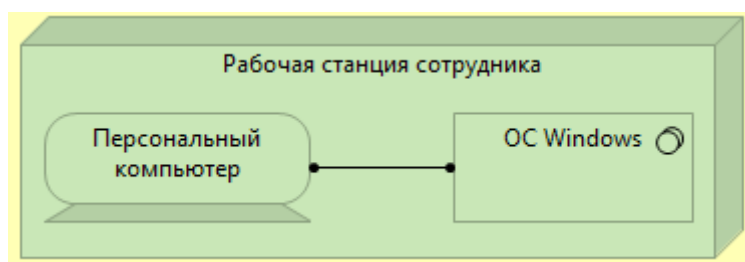 Рабочая станция сотрудника
Персональный
компьютер
ОС Windows